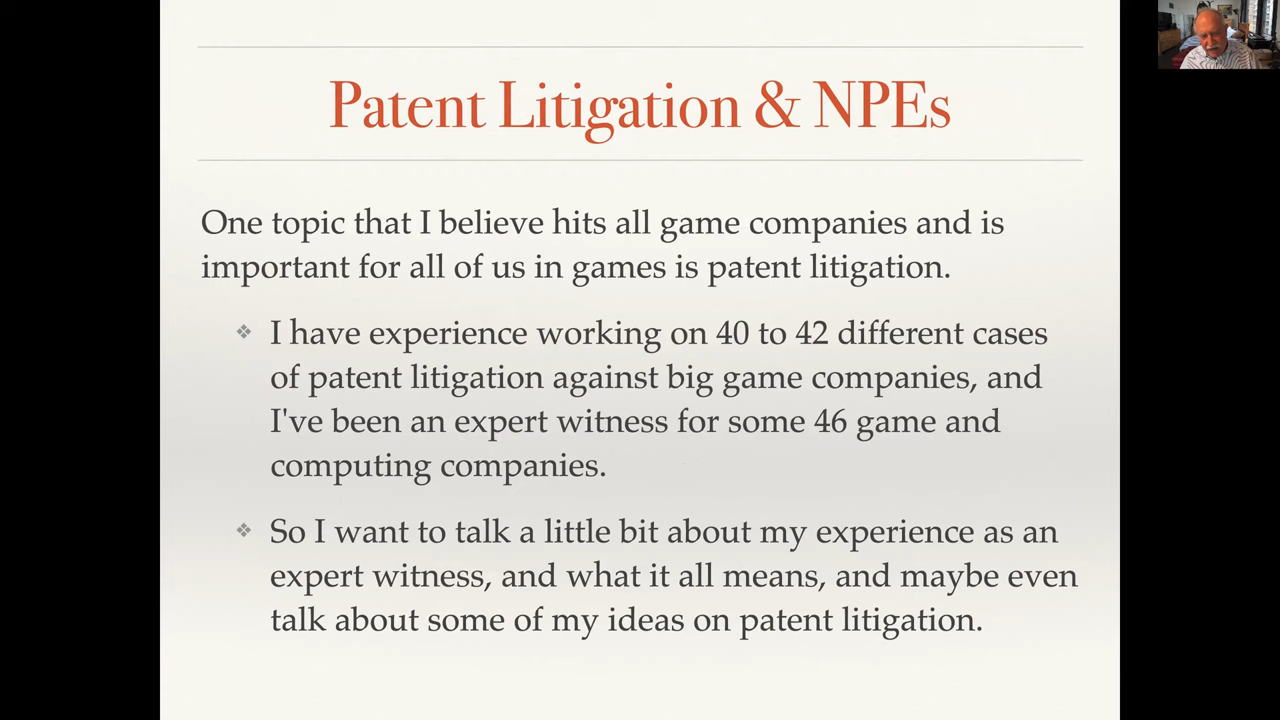 Patent Litigation & NPEs
One topic that I believe hits all game companies and is
important for all of us in games is patent litigation.
I have experience working on 40 to 42 different cases
of patent litigation against big game companies, and
I've been an expert witness for some 46 game and
computing companies.
So I want to talk a little bit about my experience as an
expert witness, and what it all means, and maybe even
talk about some of my ideas on patent litigation.